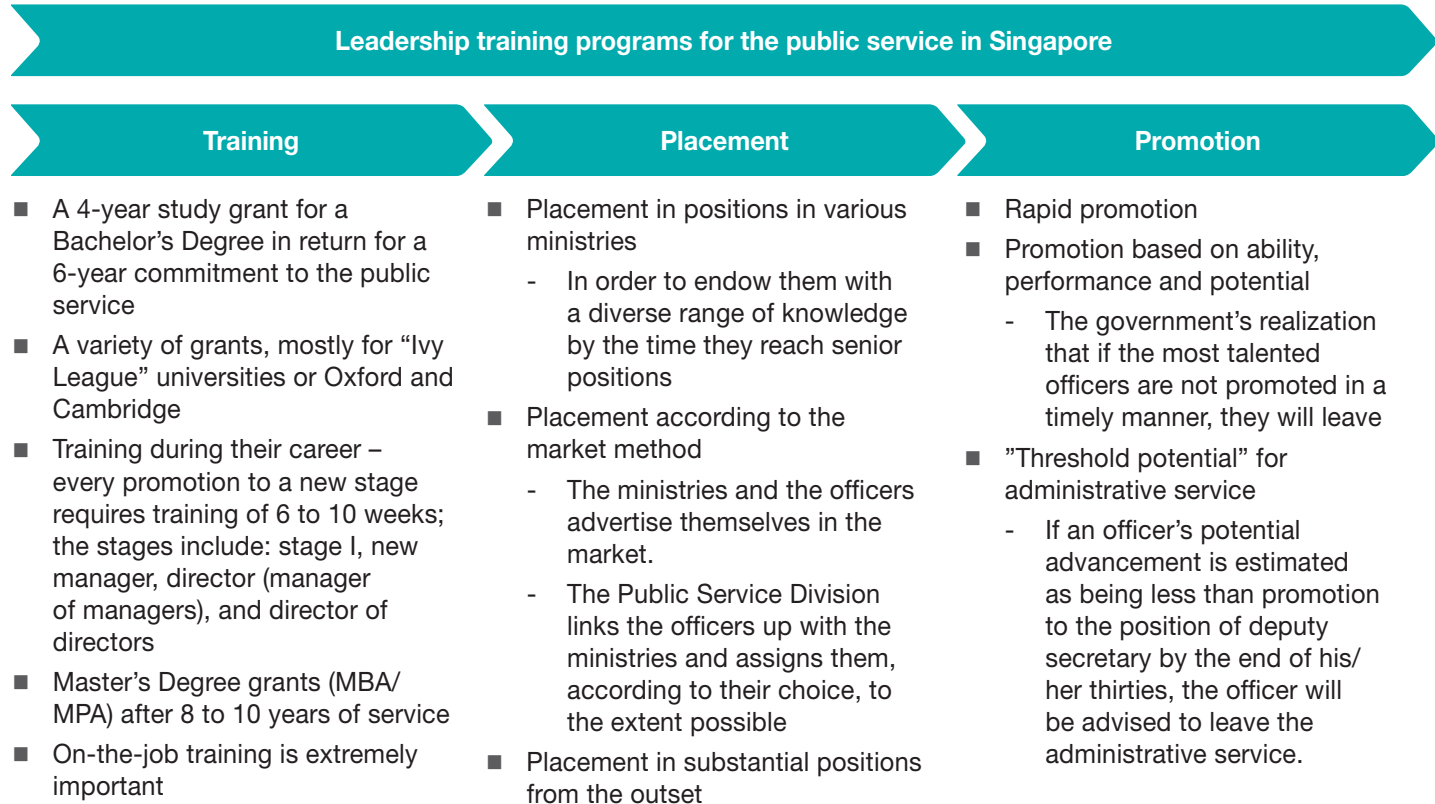 Leadership training programs for the public service in Singapore
Training
■ A 4-year study grant for a
Bachelor’s Degree in return for a
6-year commitment to the public
service
■ A variety of grants, mostly for “Ivy
League” universities or Oxford and
Cambridge
■ Training during their career –
every promotion to a new stage
requires training of 6 to 10 weeks;
the stages include: stage I, new
manager, director (manager
of managers), and director of
directors
■ Master’s Degree grants (MBA/
MPA) after 8 to 10 years of service
■ On-the-job training is extremely
important
Placement
■ Placement in positions in various
ministries
- In order to endow them with
a diverse range of knowledge
by the time they reach senior
positions
■ Placement according to the
market method
- The ministries and the officers
advertise themselves in the
market.
- The Public Service Division
links the officers up with the
ministries and assigns them,
according to their choice, to
the extent possible
■ Placement in substantial positions
from the outset
Promotion
■ Rapid promotion
■ Promotion based on ability,
performance and potential
- The government’s realization
that if the most talented
officers are not promoted in a
timely manner, they will leave
■ ”Threshold potential” for
administrative service
- If an officer’s potential
advancement is estimated
as being less than promotion
to the position of deputy
secretary by the end of his/
her thirties, the officer will
be advised to leave the
administrative service.